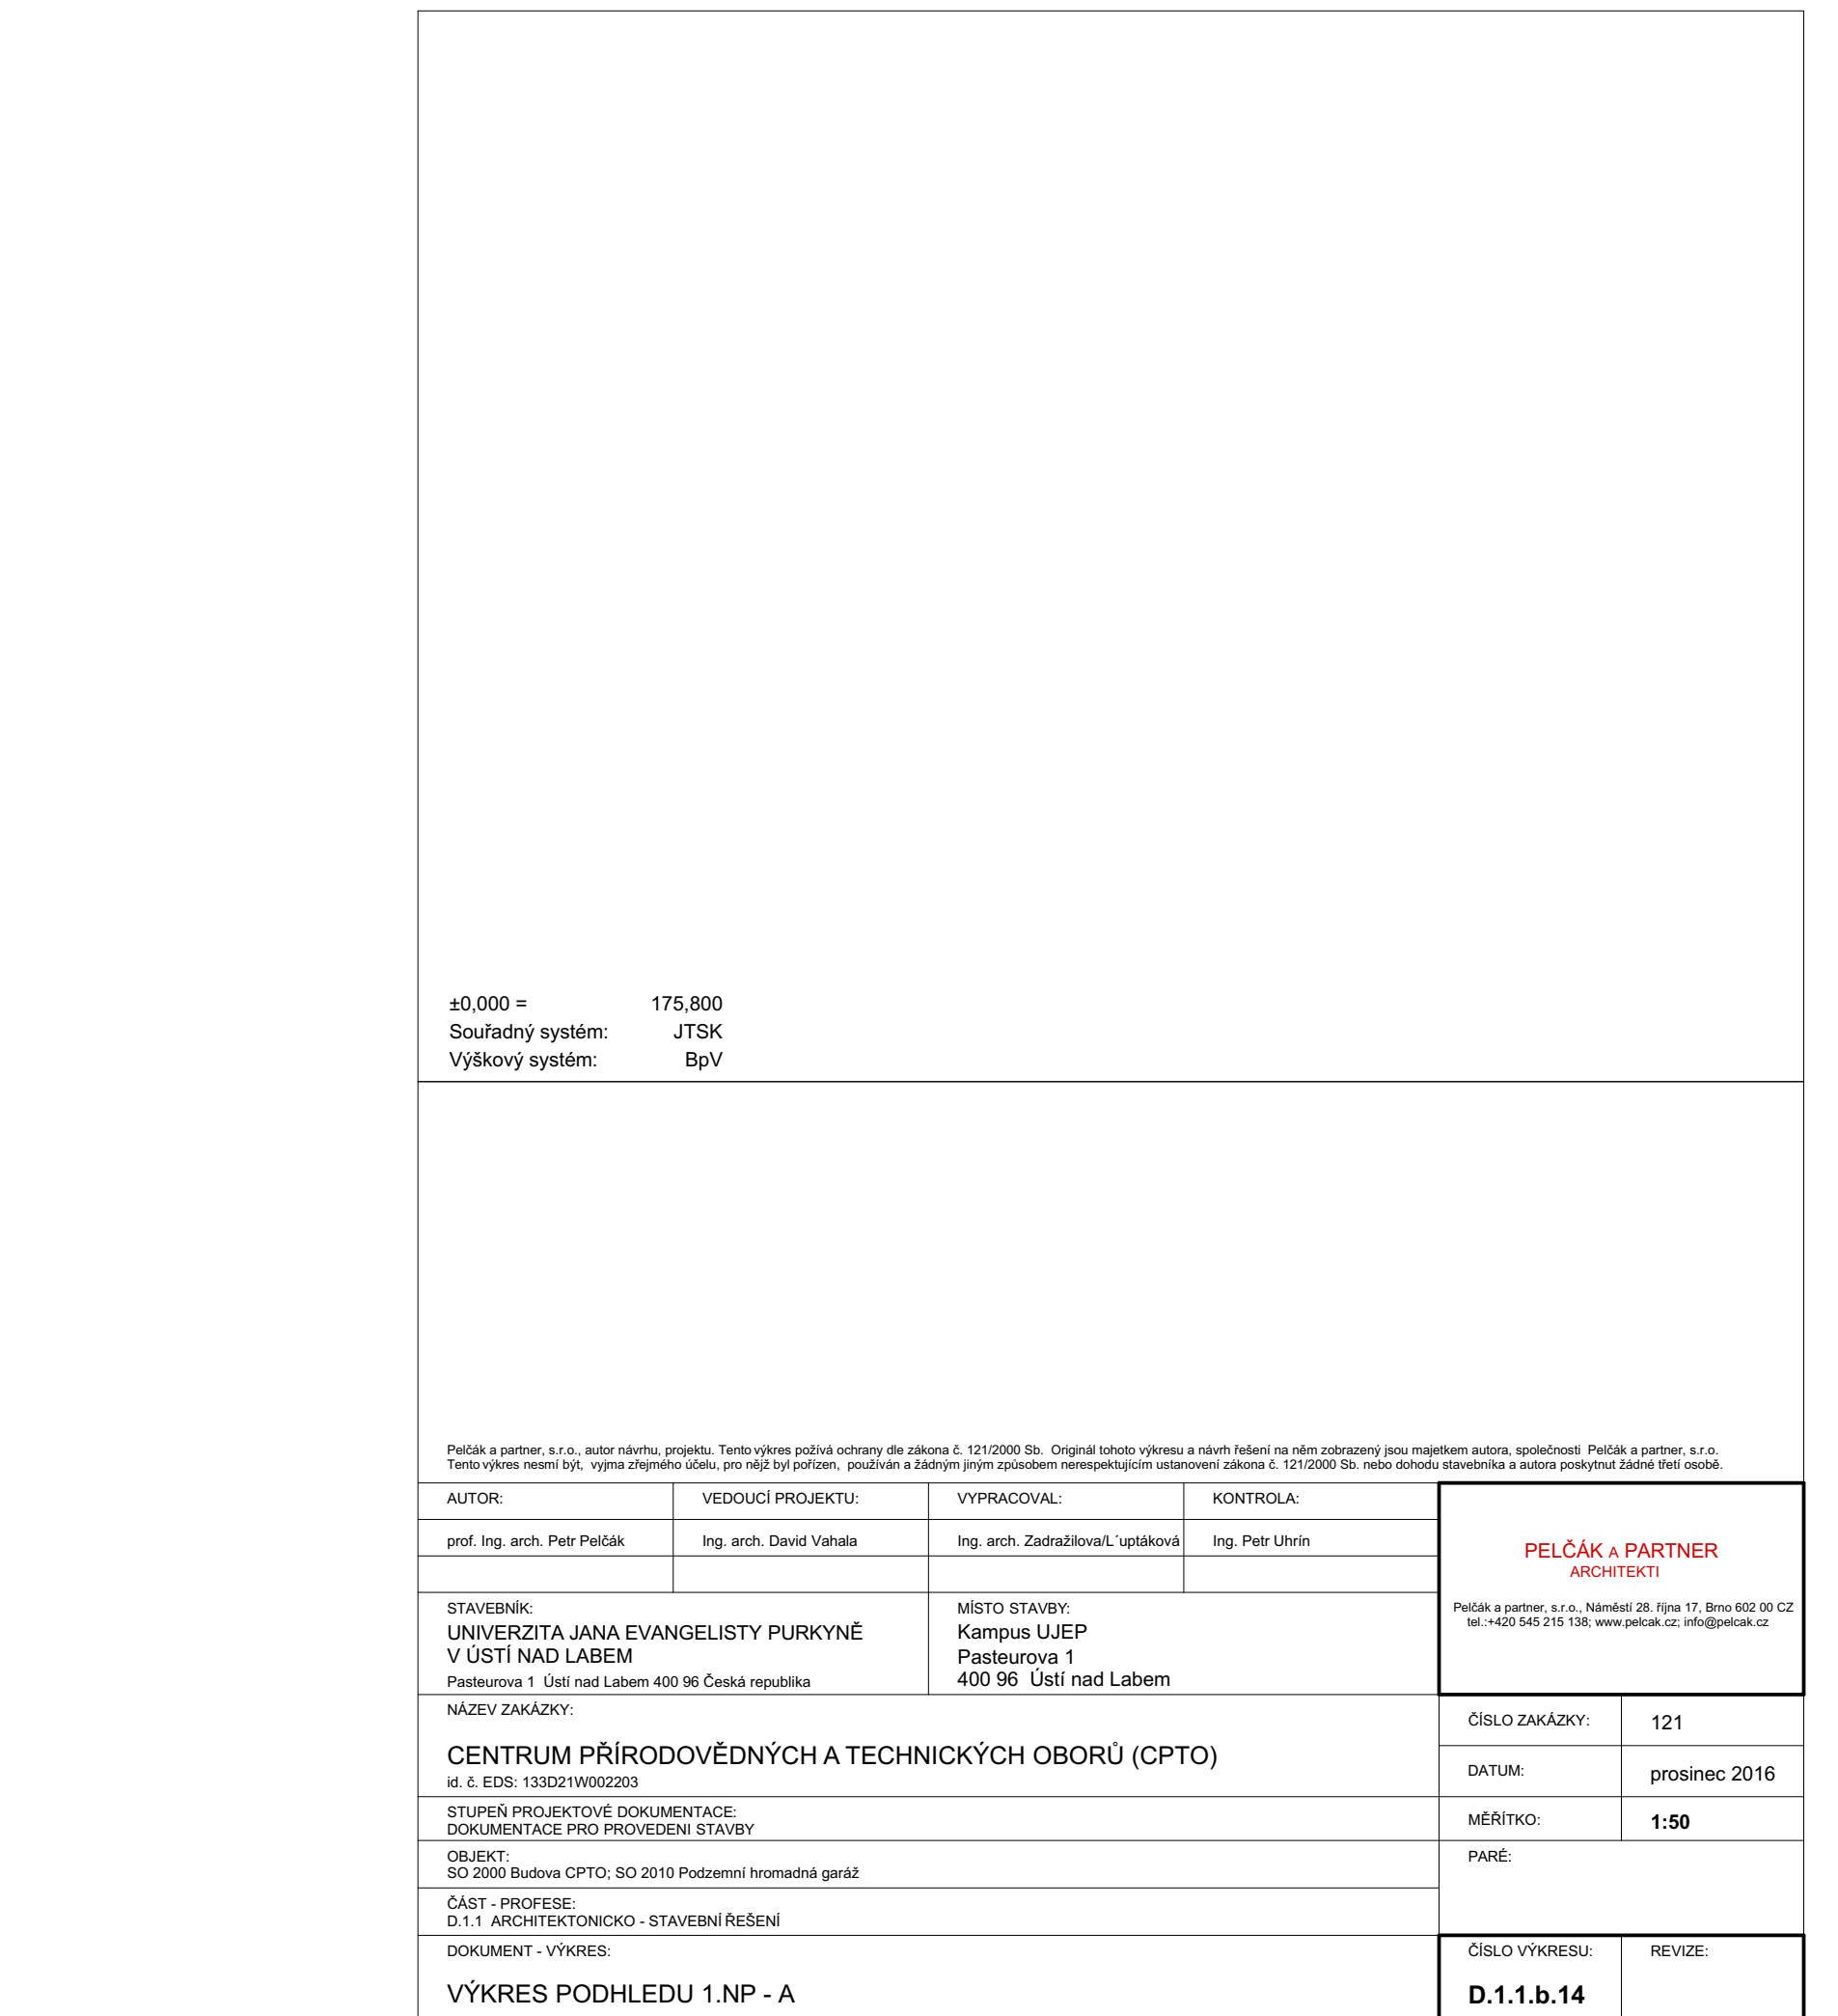 ±0,000 = 175,800
Souřadný systém: JTSK
Výškový systém: BpV
Pelčák a partner, s.r.o., autor návrhu, projektu. Tento výkres požívá ochrany dle zákona č. 121/2000 Sb. Originál tohoto výkresu a návrh řešení na něm zobrazený jsou majetkem autora, společnosti Pelčák a partner, s.r.o.
Tento výkres nesmí být, vyjma zřejmého účelu, pro nějž byl pořízen, používán a žádným jiným způsobem nerespektujícím ustanovení zákona č. 121/2000 Sb. nebo dohodu stavebníka a autora poskytnut žádné třetí osobě.
AUTOR: VEDOUCÍ PROJEKTU: VYPRACOVAL: KONTROLA:
prof. Ing. arch. Petr Pelčák Ing. arch. David Vahala Ing. arch. Zadražilova/L´uptáková Ing. Petr Uhrín
PELČÁK A PARTNER
ARCHITEKTI
Pelčák a partner, s.r.o., Náměstí 28. října 17, Brno 602 00 CZ
tel.:+420 545 215 138; www.pelcak.cz; info@pelcak.cz
STAVEBNÍK:
UNIVERZITA JANA EVANGELISTY PURKYNĚ
V ÚSTÍ NAD LABEM
Pasteurova 1 Ústí nad Labem 400 96 Česká republika
MÍSTO STAVBY:
Kampus UJEP
Pasteurova 1
400 96 Ústí nad Labem
NÁZEV ZAKÁZKY:
CENTRUM PŘÍRODOVĚDNÝCH A TECHNICKÝCH OBORŮ (CPTO)
id. č. EDS: 133D21W002203
ČÍSLO ZAKÁZKY: 121
DATUM: prosinec 2016
STUPEŇ PROJEKTOVÉ DOKUMENTACE:
DOKUMENTACE PRO PROVEDENI STAVBY
MĚŘÍTKO: 1:50
OBJEKT:
SO 2000 Budova CPTO; SO 2010 Podzemní hromadná garáž
PARÉ:
ČÁST - PROFESE:
D.1.1 ARCHITEKTONICKO - STAVEBNÍ ŘEŠENÍ
DOKUMENT - VÝKRES:
VÝKRES PODHLEDU 1.NP - A
ČÍSLO VÝKRESU: REVIZE:
D.1.1.b.14